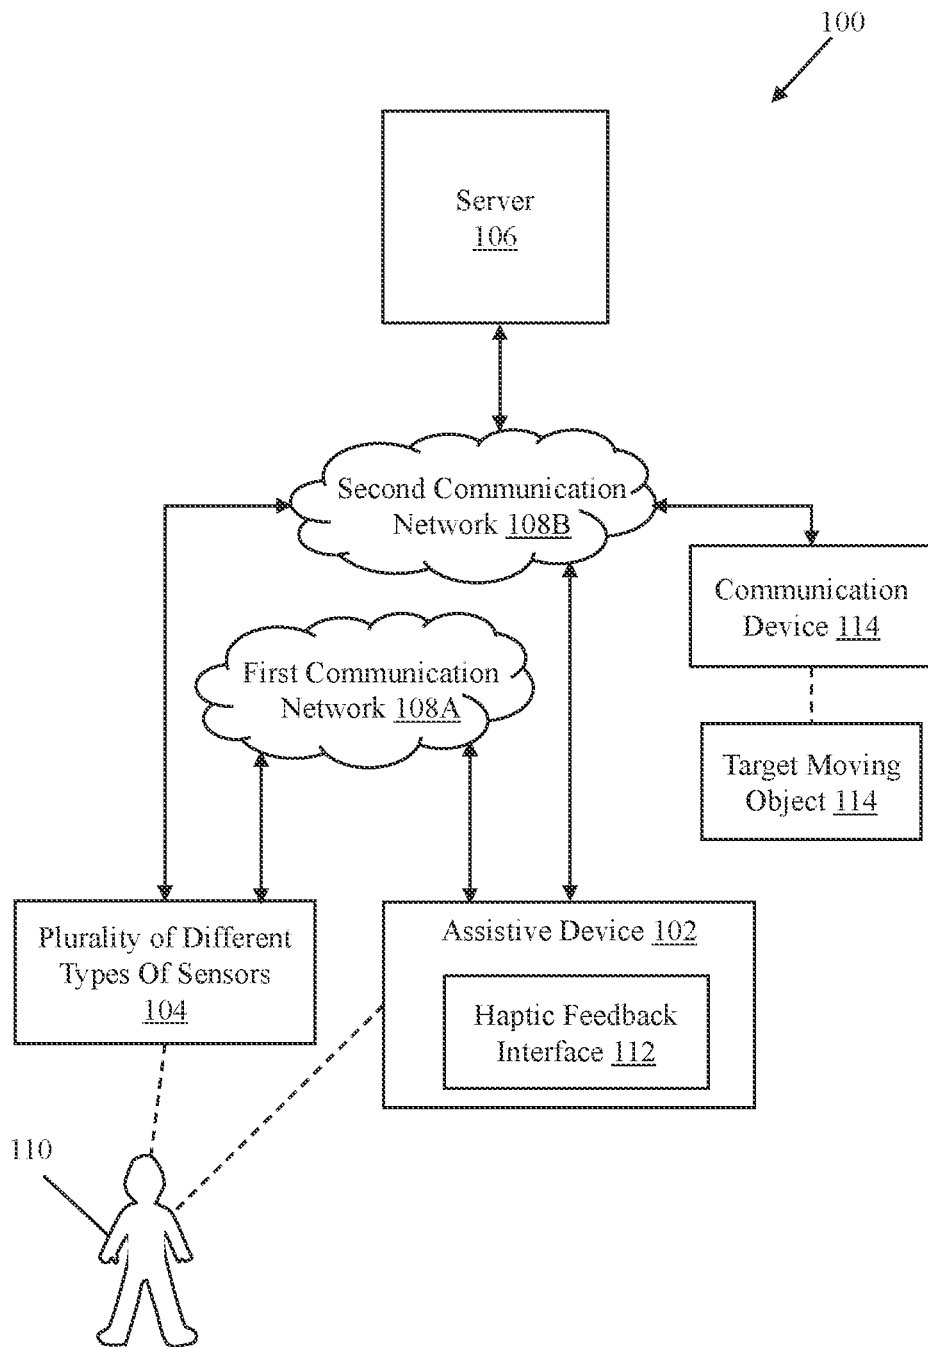 100
Server
106
Second Communication
Network 108B
Communication
Device 114
First Communication
Network 108A
Target Moving
Object 114
Plurality of Different
Types Of Sensors
104
Assistive Device 102
Haptic Feedback
Interface 112
110